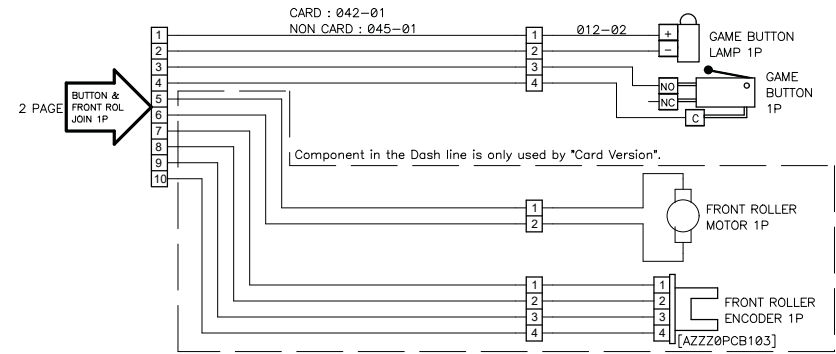 CARD : 042-01
NON CARD : 045-01
012-02
1
2
3
4
5
6
7
8
9
10
1
2
3
4
+
−
GAME BUTTON
LAMP 1P
NO
NC
C
GAME
BUTTON
1P
2 PAGE
BUTTON &
FRONT ROL
JOIN 1P
Component in the Dash line is only used by "Card Version".
1
2
FRONT ROLLER
MOTOR 1P
1
2
3
4
1
2
3
4
FRONT ROLLER
ENCODER 1P
[AZZZ0PCB103]